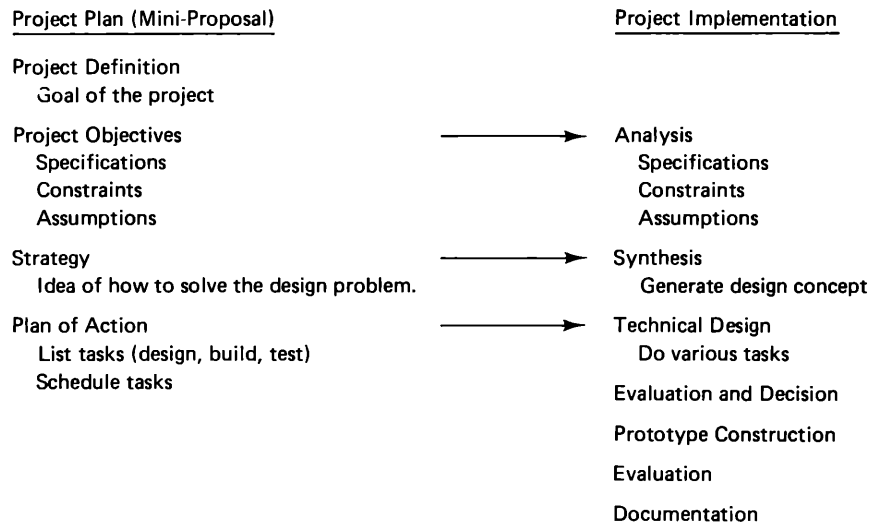 Project Plan (Mini-Proposal)
Project Definition
Goal of the project
Project Objectives
Specifications
Constraints
Assumptions
Strategy
Idea of how to solve the design problem.
Plan of Action
List tasks (design, build, test)
Schedule tasks
Project Implementation
Analysis
Specifications
Constraints
Assumptions
Synthesis
Generate design concept
Technical Design
Do various tasks
Evaluation and Decision
Prototype Construction
Evaluation
Documentation